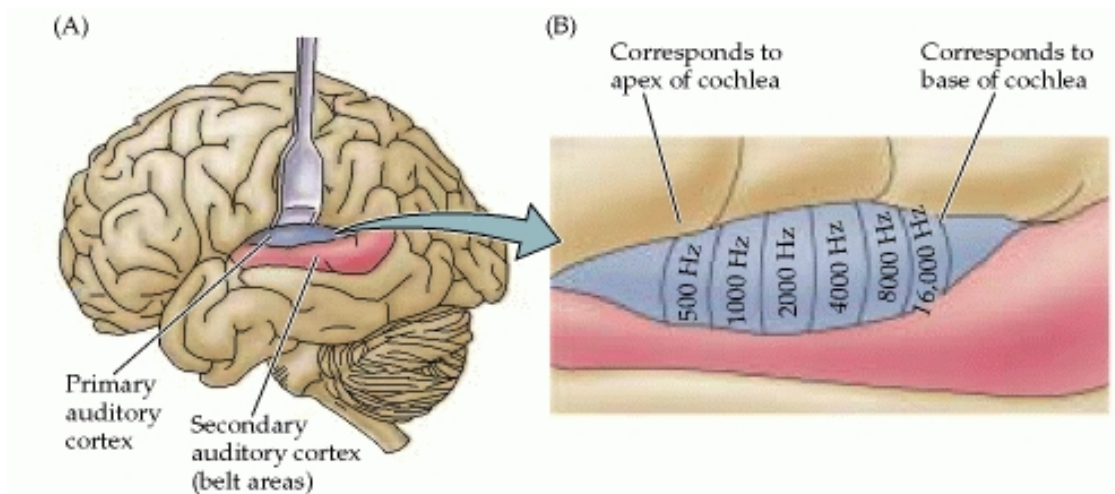 (A)
Primary
auditory
cortex
Secondary
auditory cortex
(belt areas)
(B)
Corresponds to
apex of cochlea
Corresponds to
base of cochlea
500 Hz
1000 Hz
2000 Hz
4000 Hz
8000 Hz
16,000 Hz